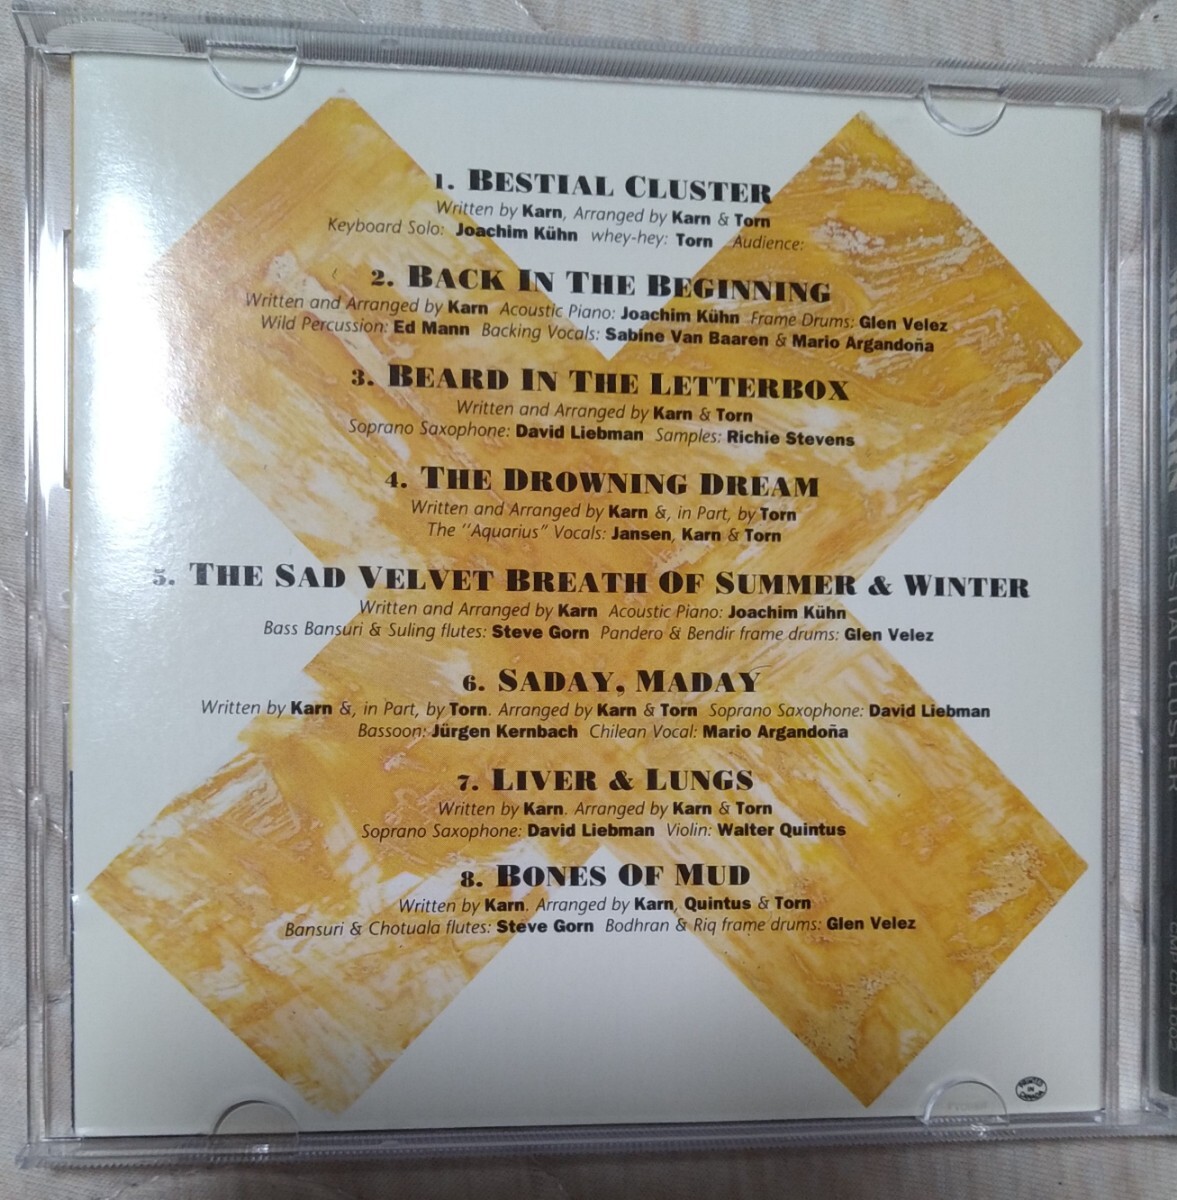 1. BESTIAL CLUSTER
Written by Karn, Arranged by Karn & Torn
Keyboard Solo: Joachim Kühn whey-hey: Torn Audience:
2. BACK IN THE BEGINNING
Written and Arranged by Karn Acoustic Piano: Joachim Kühn Frame Drums: Glen Velez
Wild Percussion: Ed Mann Backing Vocals: Sabine Van Baaren & Mario Argandoña
3. BEARD IN THE LETTERBOX
Written and Arranged by Karn & Torn
Soprano Saxophone: David Liebman Samples: Richie Stevens
4. THE DROWNING DREAM
Written and Arranged by Karn &, in Part, by Torn
The "Aquarius" Vocals: Jansen, Karn & Torn
5. THE SAD VELVET BREATH OF SUMMER & WINTER
Written and Arranged by Karn Acoustic Piano: Joachim Kühn
Bass Bansuri & Suling flutes: Steve Gorn Pandero & Bendir frame drums: Glen Velez
6. SADAY, MADAY
Written by Karn &, in Part, by Torn. Arranged by Karn & Torn Soprano Saxophone: David Liebman
Bassoon: Jürgen Kernbach Chilean Vocal: Mario Argandoña
7. LIVER & LUNGS
Written by Karn. Arranged by Karn & Torn
Soprano Saxophone: David Liebman Violin: Walter Quintus
8. BONES OF MUD
Written by Karn. Arranged by Karn, Quintus & Torn
Bansuri & Chotuala flutes: Steve Gorn Bodhran & Riq frame drums: Glen Velez
MICK KARN BESTIAL CLUSTER